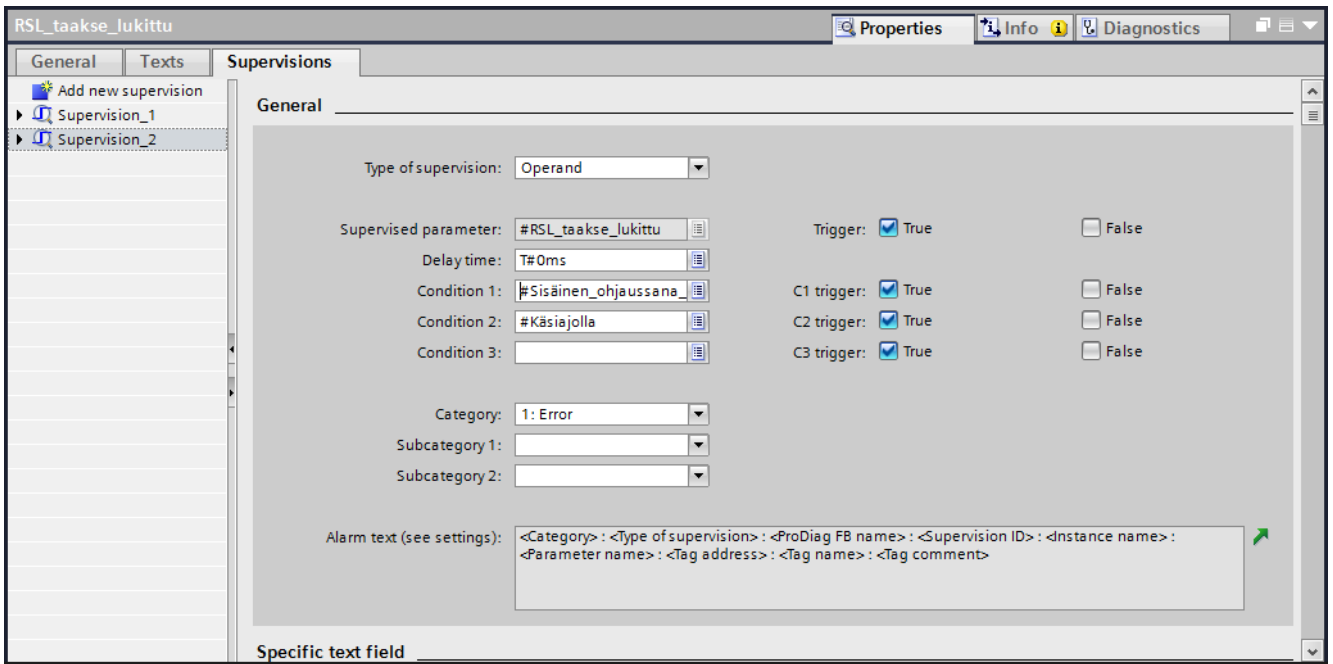 RSL_taakse_lukittu
Properties
Info
Diagnostics
General
Texts
Supervisions
Add new supervision
Supervision_1
Supervision_2
General
Type of supervision: Operand
Supervised parameter: #RSL_taakse_lukittu Trigger: True False
Delay time: T#0ms
Condition 1: #Sisäinen_ohjaussana_ C1 trigger: True False
Condition 2: #Käsiajolla C2 trigger: True False
Condition 3: C3 trigger: True False
Category: 1: Error
Subcategory 1:
Subcategory 2:
Alarm text (see settings): <Category> : <Type of supervision> : <ProDiag FB name> : <Supervision ID> : <Instance name> :
<Parameter name> : <Tag address> : <Tag name> : <Tag comment>
Specific text field